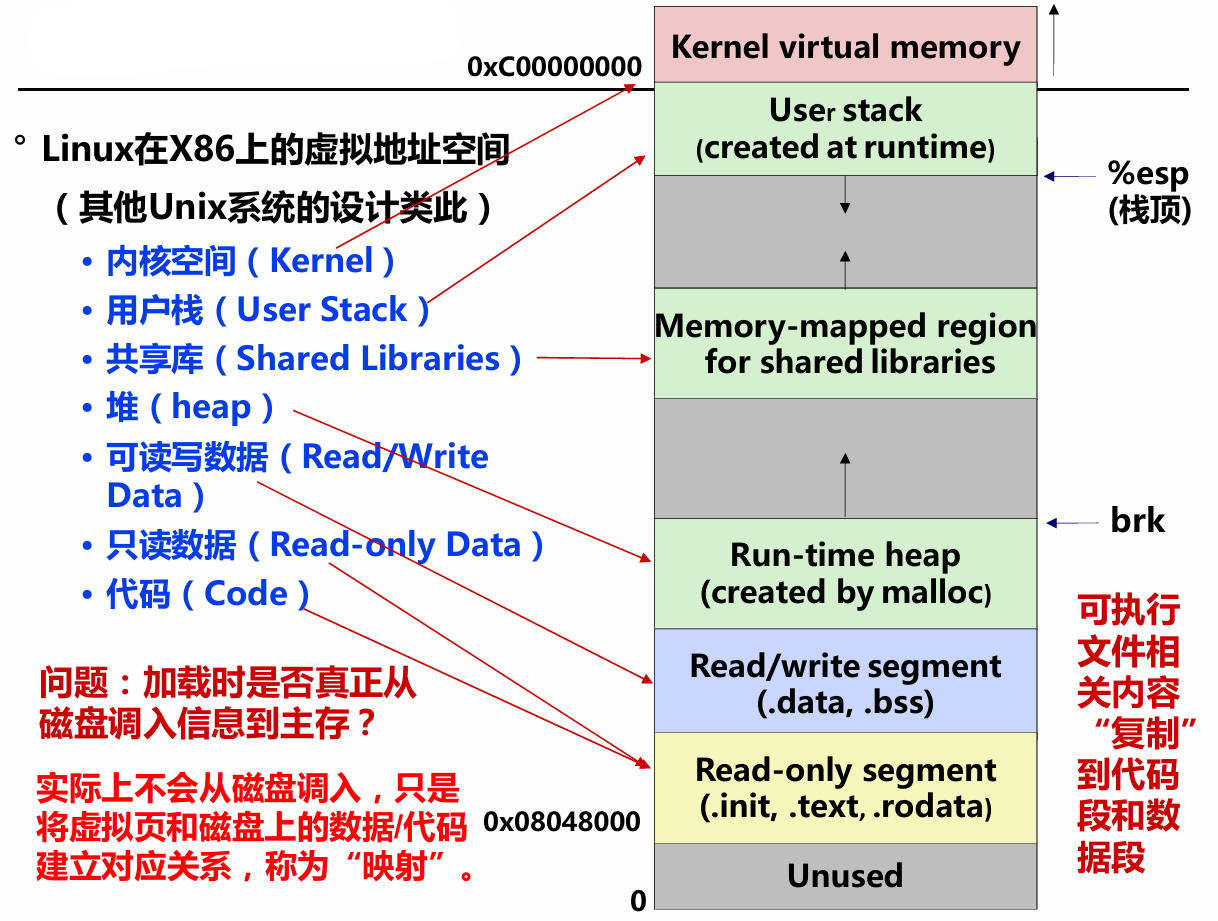 0xC00000000
° Linux在X86上的虚拟地址空间
（其他Unix系统的设计类此）
• 内核空间（Kernel）
• 用户栈（User Stack）
• 共享库（Shared Libraries）
• 堆（heap）
• 可读写数据（Read/Write
Data）
• 只读数据（Read-only Data）
• 代码（Code）
问题：加载时是否真正从
磁盘调入信息到主存？
实际上不会从磁盘调入，只是
将虚拟页和磁盘上的数据/代码
建立对应关系，称为“映射”。
Kernel virtual memory
User stack
(created at runtime)
Memory-mapped region
for shared libraries
Run-time heap
(created by malloc)
Read/write segment
(.data, .bss)
Read-only segment
(.init, .text, .rodata)
Unused
0x08048000
0
%esp
(栈顶)
brk
可执行
文件相
关内容
“复制”
到代码
段和数
据段